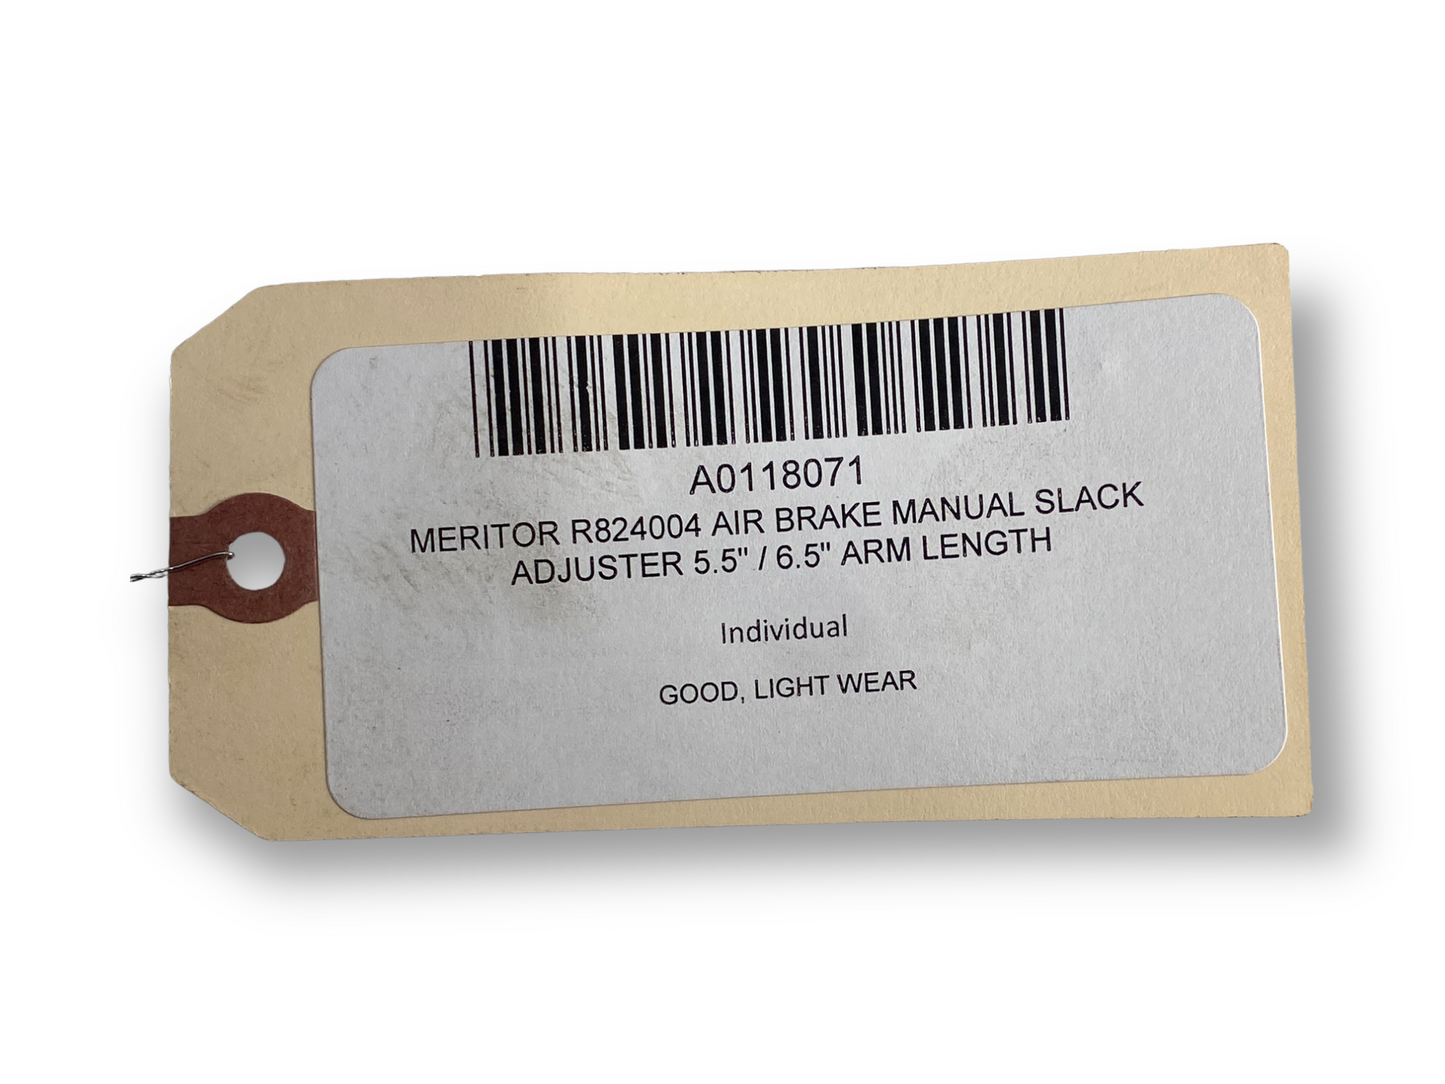 A0118071
MERITOR R824004 AIR BRAKE MANUAL SLACK
ADJUSTER 5.5" / 6.5" ARM LENGTH
Individual
GOOD, LIGHT WEAR